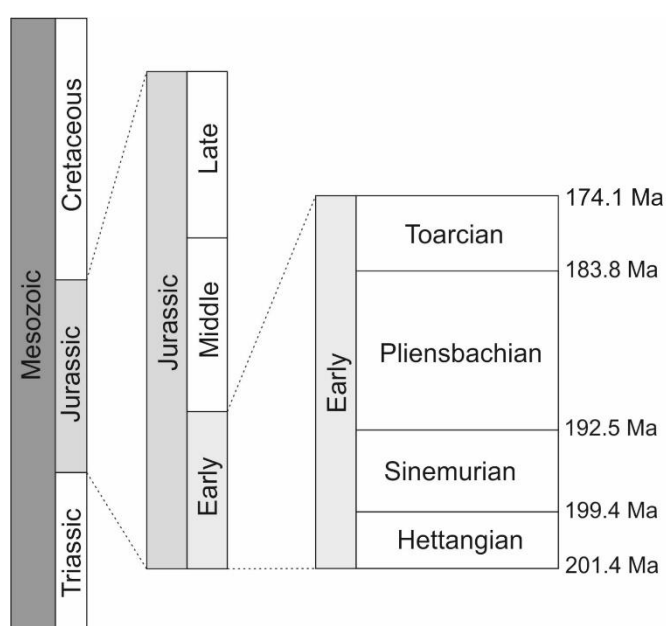 Mesozoic
Cretaceous
Jurassic
Triassic
Jurassic
Late
Middle
Early
Early
Toarcian
Pliensbachian
Sinemurian
Hettangian
174.1 Ma
183.8 Ma
192.5 Ma
199.4 Ma
201.4 Ma